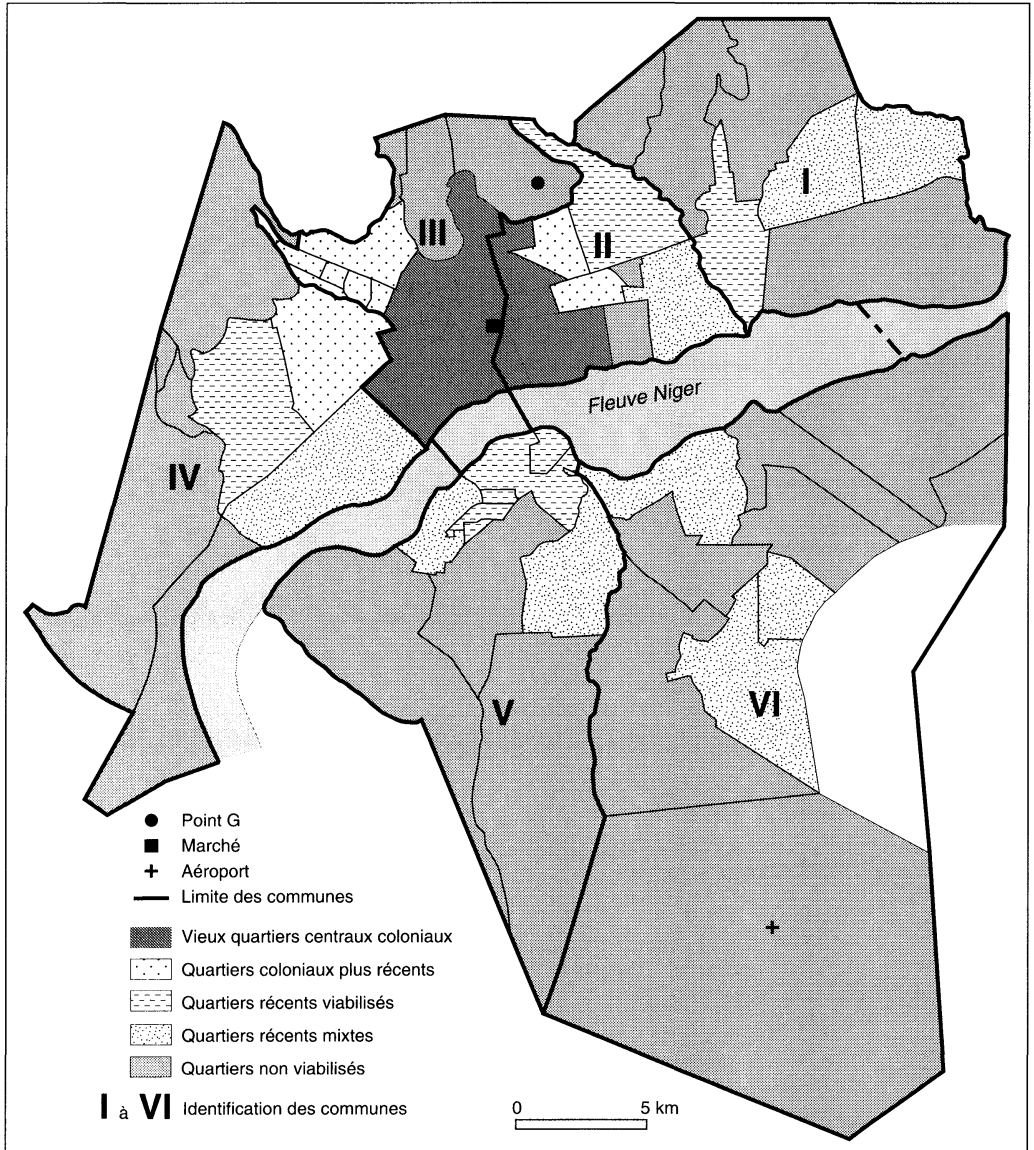 I
III
II
Fleuve Niger
IV
V
VI
Point G
Marché
Aéroport
Limite des communes
Vieux quartiers centraux coloniaux
Quartiers coloniaux plus récents
Quartiers récents viabilisés
Quartiers récents mixtes
Quartiers non viabilisés
I à VI Identification des communes
0 5 km